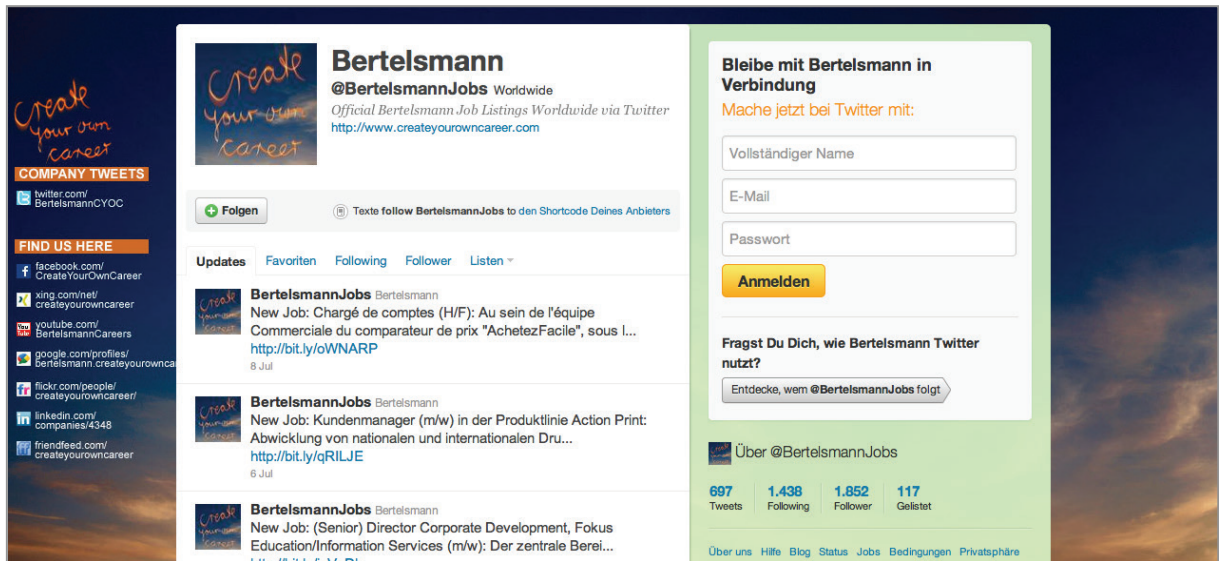 Create
your own
career
COMPANY TWEETS
twitter.com/
BertelsmannCYOC
FIND US HERE
facebook.com/
CreateYourOwnCareer
xing.com/net/
createyourowncareer
youtube.com/
BertelsmannCareers
google.com/profiles/
bertelsmann.createyourownca
flickr.com/people/
createyourowncareer/
linkedin.com/
companies/4348
friendfeed.com/
createyourowncareer
Create
your own
career
Bertelsmann
@BertelsmannJobs Worldwide
Official Bertelsmann Job Listings Worldwide via Twitter
http://www.createyourowncareer.com
Folgen
Texte follow BertelsmannJobs to den Shortcode Deines Anbieters
Updates Favoriten Following Follower Listen
BertelsmannJobs Bertelsmann
New Job: Chargé de comptes (H/F): Au sein de l'équipe
Commerciale du comparateur de prix "AchetezFacile", sous l...
http://bit.ly/oWNARP
8 Jul
BertelsmannJobs Bertelsmann
New Job: Kundenmanager (m/w) in der Produktlinie Action Print:
Abwicklung von nationalen und internationalen Dru...
http://bit.ly/qRILJE
6 Jul
BertelsmannJobs Bertelsmann
New Job: (Senior) Director Corporate Development, Fokus
Education/Information Services (m/w): Der zentrale Berei...
Bleibe mit Bertelsmann in
Verbindung
Mache jetzt bei Twitter mit:
Vollständiger Name
E-Mail
Passwort
Anmelden
Fragst Du Dich, wie Bertelsmann Twitter
nutzt?
Entdecke, wem @BertelsmannJobs folgt
Über @BertelsmannJobs
697 1.438 1.852 117
Tweets Following Follower Gelistet
Über uns Hilfe Blog Status Jobs Bedingungen Privatsphäre